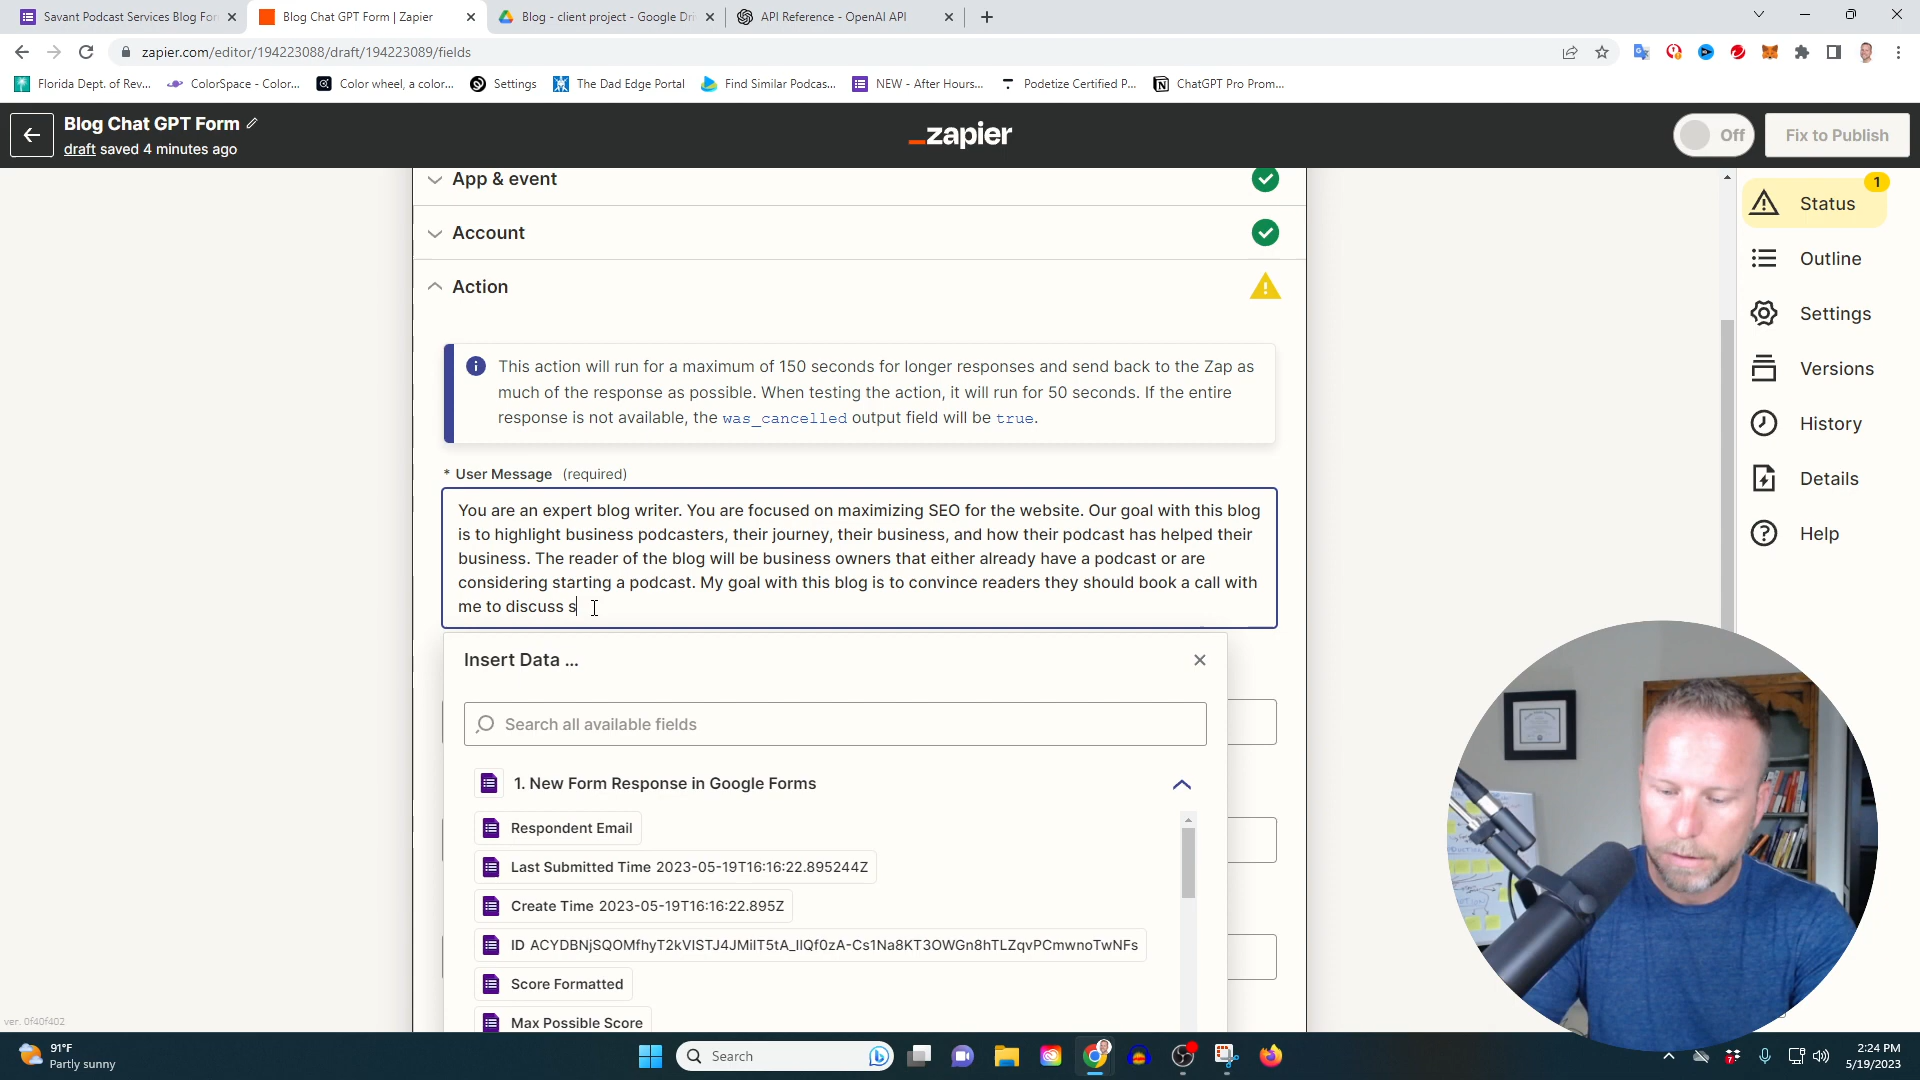 Savant Podcast Services Blog For
Blog Chat GPT Form | Zapier
Blog - client project - Google Dri
API Reference - OpenAI API
zapier.com/editor/194223088/draft/194223089/fields
Florida Dept. of Rev...
ColorSpace - Color...
Color wheel, a color...
Settings
The Dad Edge Portal
Find Similar Podcas...
NEW - After Hours...
Podetize Certified P...
ChatGPT Pro Prom...
Blog Chat GPT Form
draft saved 4 minutes ago
_zapier
Off
Fix to Publish
App & event
Account
Action
This action will run for a maximum of 150 seconds for longer responses and send back to the Zap as
much of the response as possible. When testing the action, it will run for 50 seconds. If the entire
response is not available, the was_cancelled output field will be true.
* User Message (required)
You are an expert blog writer. You are focused on maximizing SEO for the website. Our goal with this blog
is to highlight business podcasters, their journey, their business, and how their podcast has helped their
business. The reader of the blog will be business owners that either already have a podcast or are
considering starting a podcast. My goal with this blog is to convince readers they should book a call with
me to discuss s
Insert Data ...
Search all available fields
1. New Form Response in Google Forms
Respondent Email
Last Submitted Time 2023-05-19T16:16:22.895244Z
Create Time 2023-05-19T16:16:22.895Z
ID ACYDBNjSQOMfhyT2kVISTJ4JMiIT5tA_IIQf0zA-Cs1Na8KT3OWGn8hTLZqvPCmwnoTwNFs
Score Formatted
Max Possible Score
1
Status
Outline
Settings
Versions
History
Details
Help
ver. 0f40f402
91°F
Partly sunny
Search
2:24 PM
5/19/2023